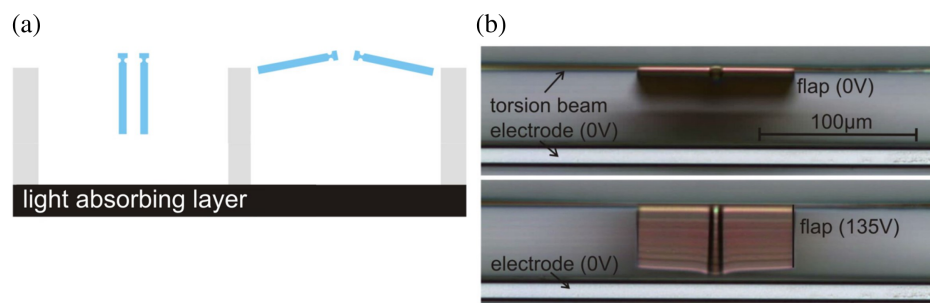 (a)
(b)
light absorbing layer
torsion beam
flap (0V)
electrode (0V)
100µm
flap (135V)
electrode (0V)